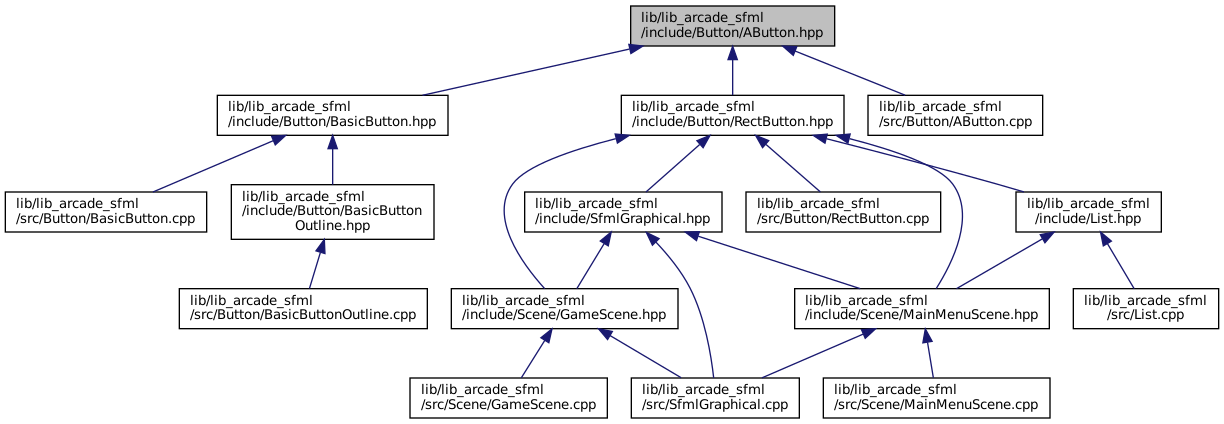 lib/lib_arcade_sfml
/include/Button/AButton.hpp
lib/lib_arcade_sfml
/include/Button/BasicButton.hpp
lib/lib_arcade_sfml
/include/Button/RectButton.hpp
lib/lib_arcade_sfml
/src/Button/AButton.cpp
lib/lib_arcade_sfml
/src/Button/BasicButton.cpp
lib/lib_arcade_sfml
/include/Button/BasicButton
Outline.hpp
lib/lib_arcade_sfml
/include/SfmlGraphical.hpp
lib/lib_arcade_sfml
/src/Button/RectButton.cpp
lib/lib_arcade_sfml
/include/List.hpp
lib/lib_arcade_sfml
/src/Button/BasicButtonOutline.cpp
lib/lib_arcade_sfml
/include/Scene/GameScene.hpp
lib/lib_arcade_sfml
/include/Scene/MainMenuScene.hpp
lib/lib_arcade_sfml
/src/List.cpp
lib/lib_arcade_sfml
/src/Scene/GameScene.cpp
lib/lib_arcade_sfml
/src/SfmlGraphical.cpp
lib/lib_arcade_sfml
/src/Scene/MainMenuScene.cpp